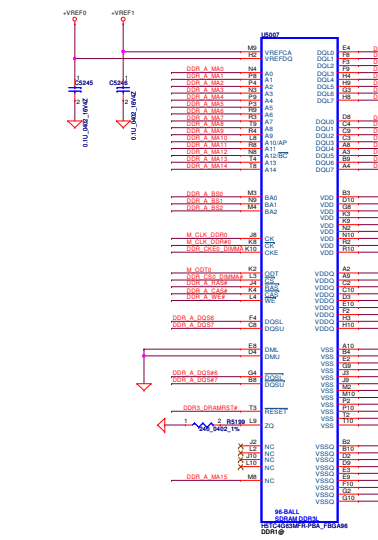 +VREF0 +VREF1
U5007
M9 VREFCA DQL0 E4
H2 VREFDQ DQL1 F8
C5245 C5246
0.1U_0402_16V4Z 0.1U_0402_16V4Z
DDR_A_MA0 N4 A0
DDR_A_MA1 P8 A1
DDR_A_MA2 P4 A2
DDR_A_MA3 N3 A3
DDR_A_MA4 P9 A4
DDR_A_MA5 P3 A5
DDR_A_MA6 R9 A6
DDR_A_MA7 R3 A7
DDR_A_MA8 T9 A8
DDR_A_MA9 R4 A9
DDR_A_MA10 L8 A10/AP
DDR_A_MA11 R8 A11
DDR_A_MA12 N8 A12/BC
DDR_A_MA13 T4 A13
DDR_A_MA14 T8 A14
DQL2 F3
DQL3 F9
DQL4 H4
DQL5 H9
DQL6 G3
DQL7 H8
DQU0 D8
DQU1 C4
DQU2 C9
DQU3 C3
DQU4 A8
DQU5 A3
DQU6 B9
DQU7 A4
DDR_A_BS0 M3 BA0
DDR_A_BS1 N9 BA1
DDR_A_BS2 M4 BA2
VDD B3
VDD D10
VDD G8
VDD K3
VDD K9
VDD N2
VDD N10
VDD R2
VDD R10
M_CLK_DDR0 J8 CK
M_CLK_DDR#0 K8 CK
DDR_CKE0_DIMMA K10 CKE
M_ODT0 K2 ODT
DDR_CS0_DIMMA# L3 CS
DDR_A_RAS# J4 RAS
DDR_A_CAS# K4 CAS
DDR_A_WE# L4 WE
VDDQ A2
VDDQ A9
VDDQ C2
VDDQ C10
VDDQ D3
VDDQ E10
VDDQ F2
VDDQ H3
VDDQ H10
DDR_A_DQS6 F4 DQSL
DDR_A_DQS7 C8 DQSU
E8 DML
D4 DMU
DDR_A_DQS#6 G4 DQSL
DDR_A_DQS#7 B8 DQSU
VSS A10
VSS B4
VSS E2
VSS G9
VSS J3
VSS J9
VSS M2
VSS M10
VSS P2
VSS P10
VSS T2
VSS T10
DDR3_DRAMRST# T3 RESET
1 2 R5199 L9 ZQ
240_0402_1%
J2 NC
L2 NC
J10 NC
L10 NC
DDR_A_MA15 M8 NC
VSSQ B2
VSSQ B10
VSSQ D2
VSSQ D9
VSSQ E3
VSSQ E9
VSSQ F10
VSSQ G2
VSSQ G10
96-BALL
SDRAM DDR3L
H5TC4G63MFR-PBA_FBGA96
DDR1@